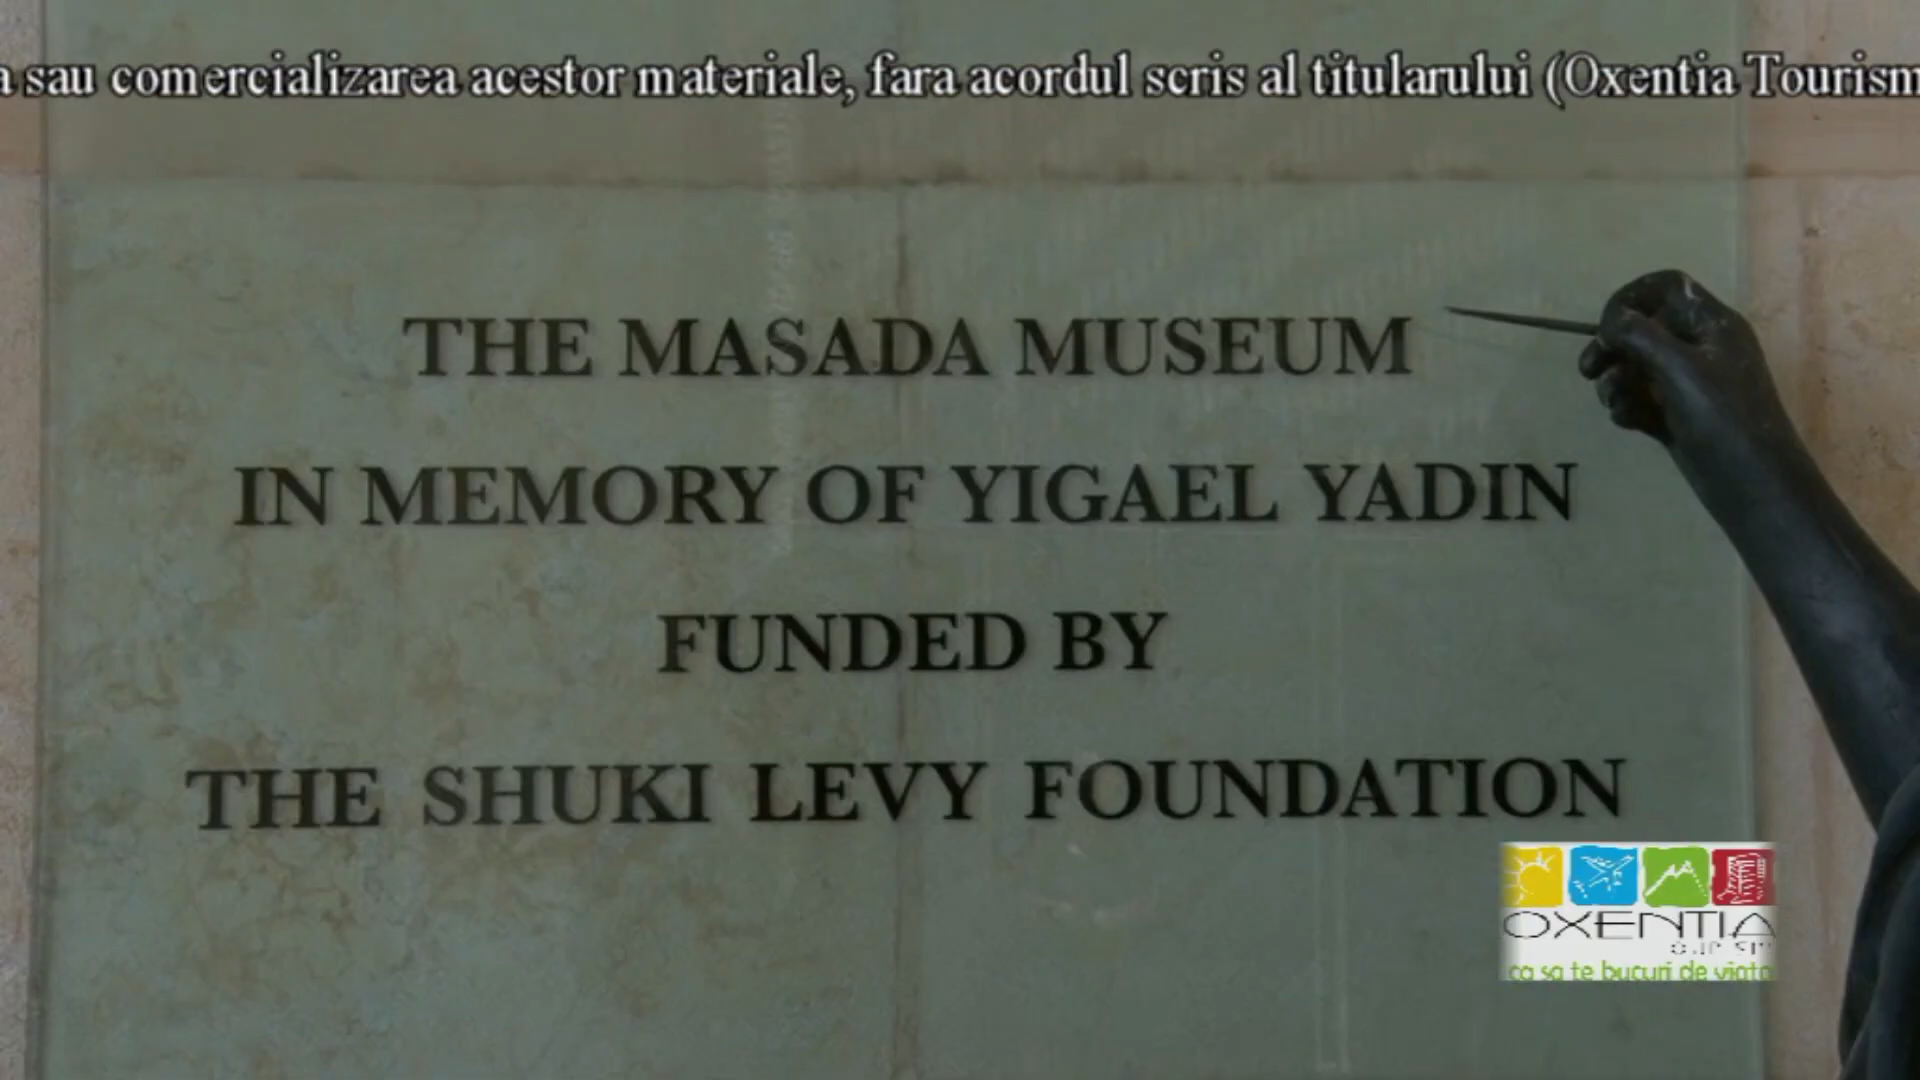 a sau comercializarea acestor materiale, fara acordul scris al titularului (Oxentia Tourism
THE MASADA MUSEUM
IN MEMORY OF YIGAEL YADIN
FUNDED BY
THE SHUKI LEVY FOUNDATION
OXENTIA
ca sa te bucuri de viata